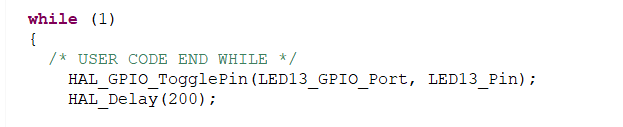 while (1)
{
/* USER CODE END WHILE */
HAL_GPIO_TogglePin(LED13_GPIO_Port, LED13_Pin);
HAL_Delay(200);